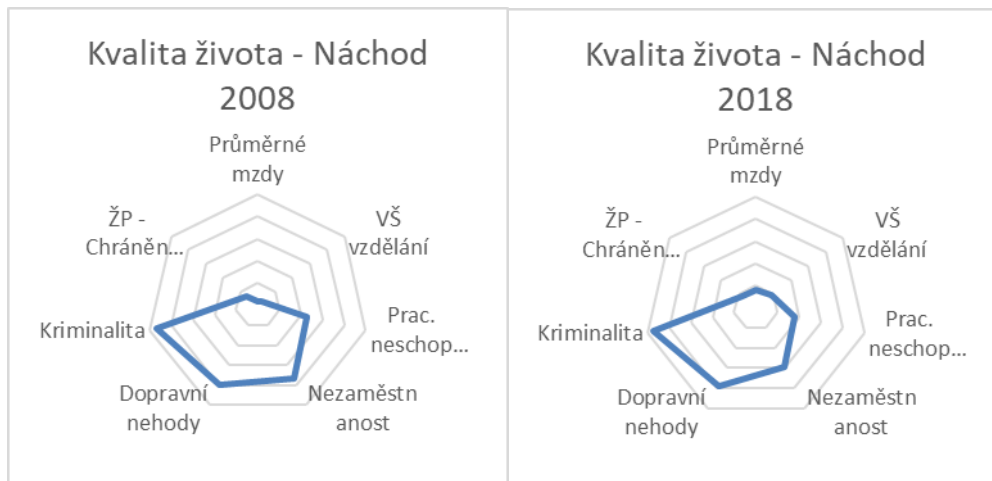 Kvalita života - Náchod
2008
Průměrné
mzdy
VŠ
vzdělání
Prac.
neschop...
Nezaměstn
anost
Dopravní
nehody
Kriminalita
ŽP -
Chráněn...
Kvalita života - Náchod
2018
Průměrné
mzdy
VŠ
vzdělání
Prac.
neschop...
Nezaměstn
anost
Dopravní
nehody
Kriminalita
ŽP -
Chráněn...